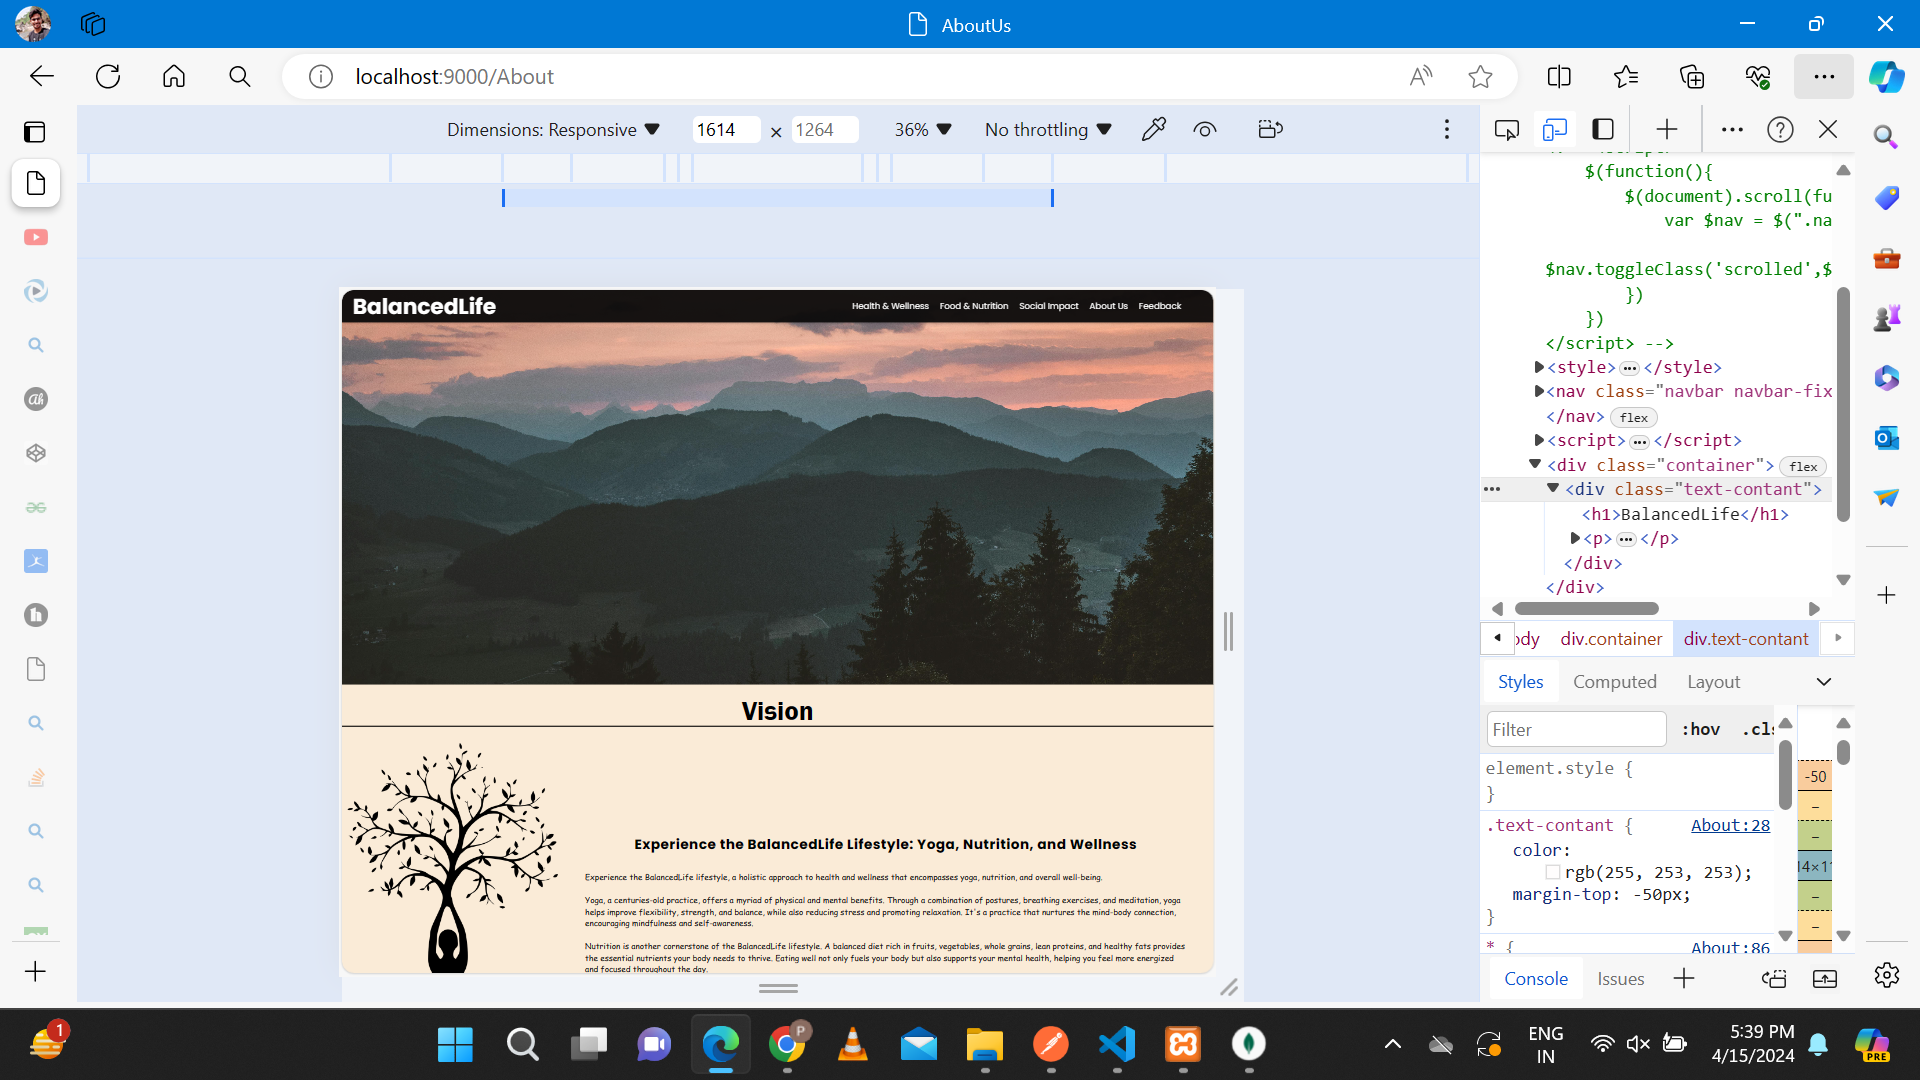 AboutUs
localhost:9000/About
Dimensions: Responsive
1614 × 1264
36%
No throttling
$(function(){
$(document).scroll(fu
var $nav = $(".na
$nav.toggleClass('scrolled',$
})
})
</script> -->
<style>…</style>
<nav class="navbar navbar-fix
</nav> flex
<script>…</script>
<div class="container"> flex
<div class="text-contant">
<h1>BalancedLife</h1>
<p>…</p>
</div>
</div>
ody div.container div.text-contant
Styles Computed Layout
Filter :hov .cls
element.style {
}
.text-contant { About:28
color:
rgb(255, 253, 253);
margin-top: -50px;
}
* { About:86
-50
–
–
14×1
–
–
Console Issues
BalancedLife
Health & Wellness Food & Nutrition Social Impact About Us Feedback
Vision
Experience the BalancedLife Lifestyle: Yoga, Nutrition, and Wellness
Experience the BalancedLife lifestyle, a holistic approach to health and wellness that encompasses yoga, nutrition, and overall well-being.
Yoga, a centuries-old practice, offers a myriad of physical and mental benefits. Through a combination of postures, breathing exercises, and meditation, yoga
helps improve flexibility, strength, and balance, while also reducing stress and promoting relaxation. It's a practice that nurtures the mind-body connection,
encouraging mindfulness and self-awareness.
Nutrition is another cornerstone of the BalancedLife lifestyle. A balanced diet rich in fruits, vegetables, whole grains, lean proteins, and healthy fats provides
the essential nutrients your body needs to thrive. Eating well not only fuels your body but also supports your mental health, helping you feel more energized
and focused throughout the day.
1
P
ENG
IN
5:39 PM
4/15/2024
PRE